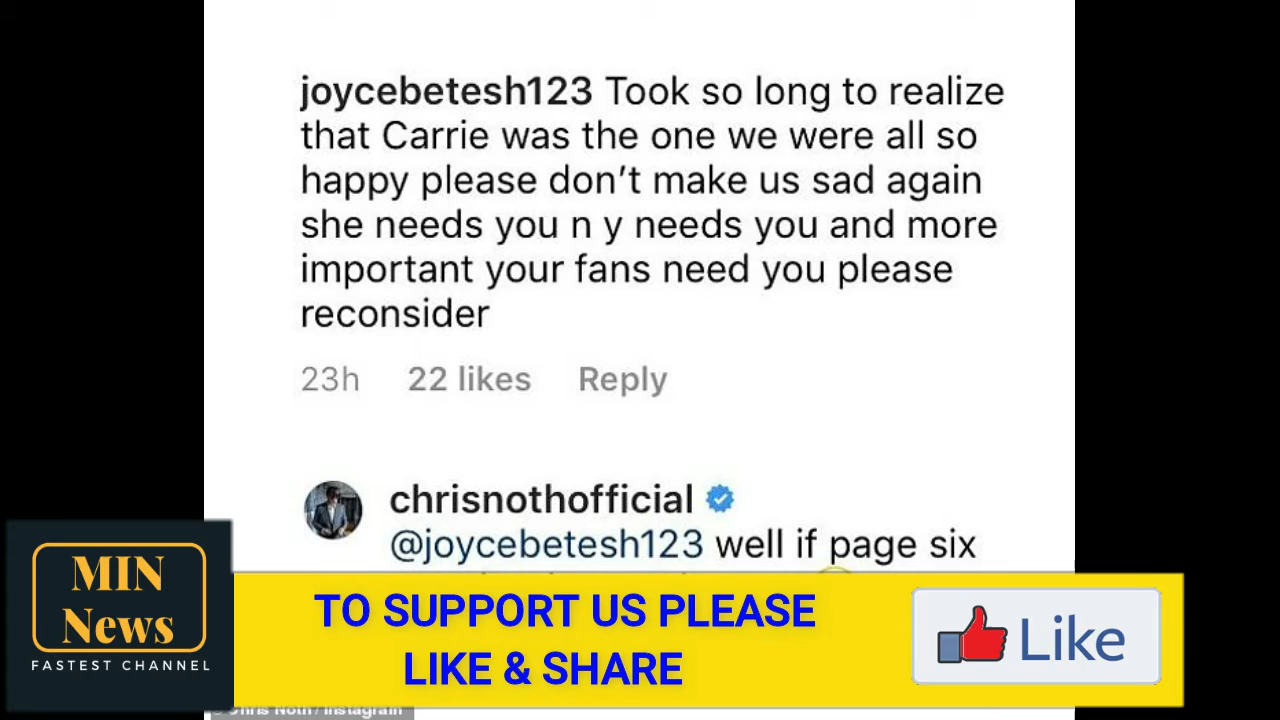 joycebetesh123 Took so long to realize
that Carrie was the one we were all so
happy please don’t make us sad again
she needs you n y needs you and more
important your fans need you please
reconsider
23h 22 likes Reply
chrisnothofficial
@joycebetesh123 well if page six
MIN
News
FASTEST CHANNEL
TO SUPPORT US PLEASE
LIKE & SHARE
Like
Chris Noth / Instagram